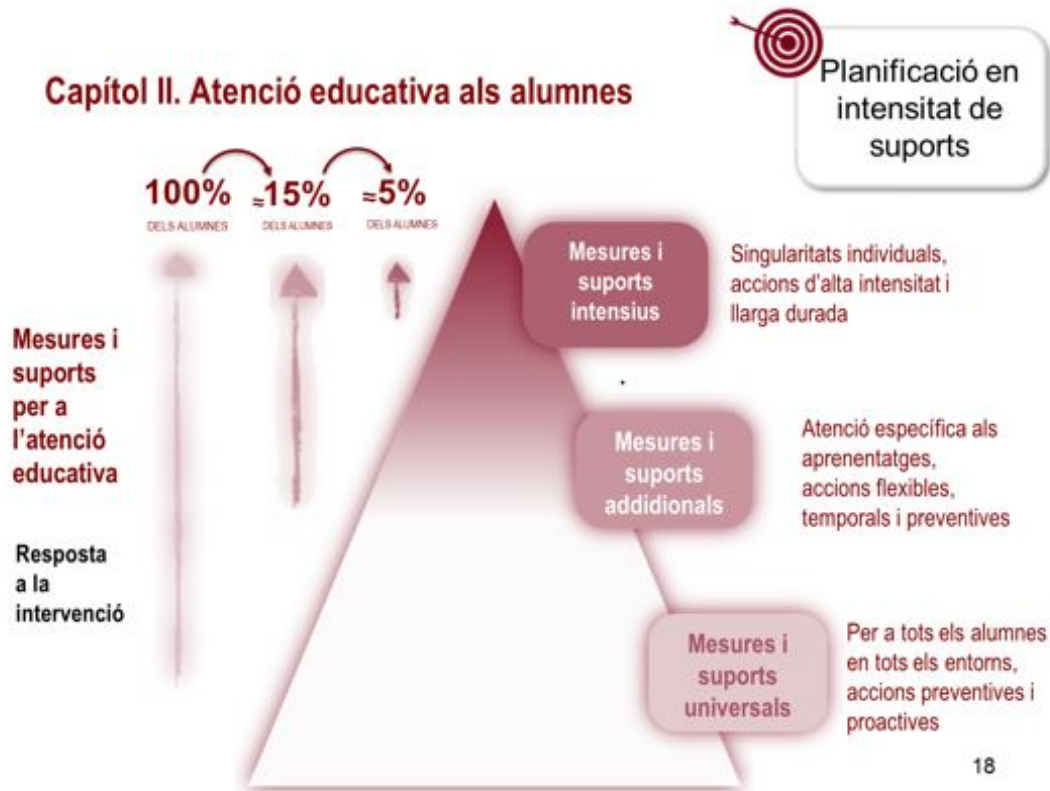 Planificació en
intensitat de
suports
Capítol II. Atenció educativa als alumnes
100%
DELS ALUMNES
≈15%
DELS ALUMNES
≈5%
DELS ALUMNES
Mesures i
suports
intensius
Singularitats individuals,
accions d'alta intensitat i
llarga durada
Mesures i
suports
per a
l'atenció
educativa
Mesures i
suports
addidionals
Atenció específica als
aprenentatges,
accions flexibles,
temporals i preventives
Resposta
a la
intervenció
Mesures i
suports
universals
Per a tots els alumnes
en tots els entorns,
accions preventives i
proactives
18